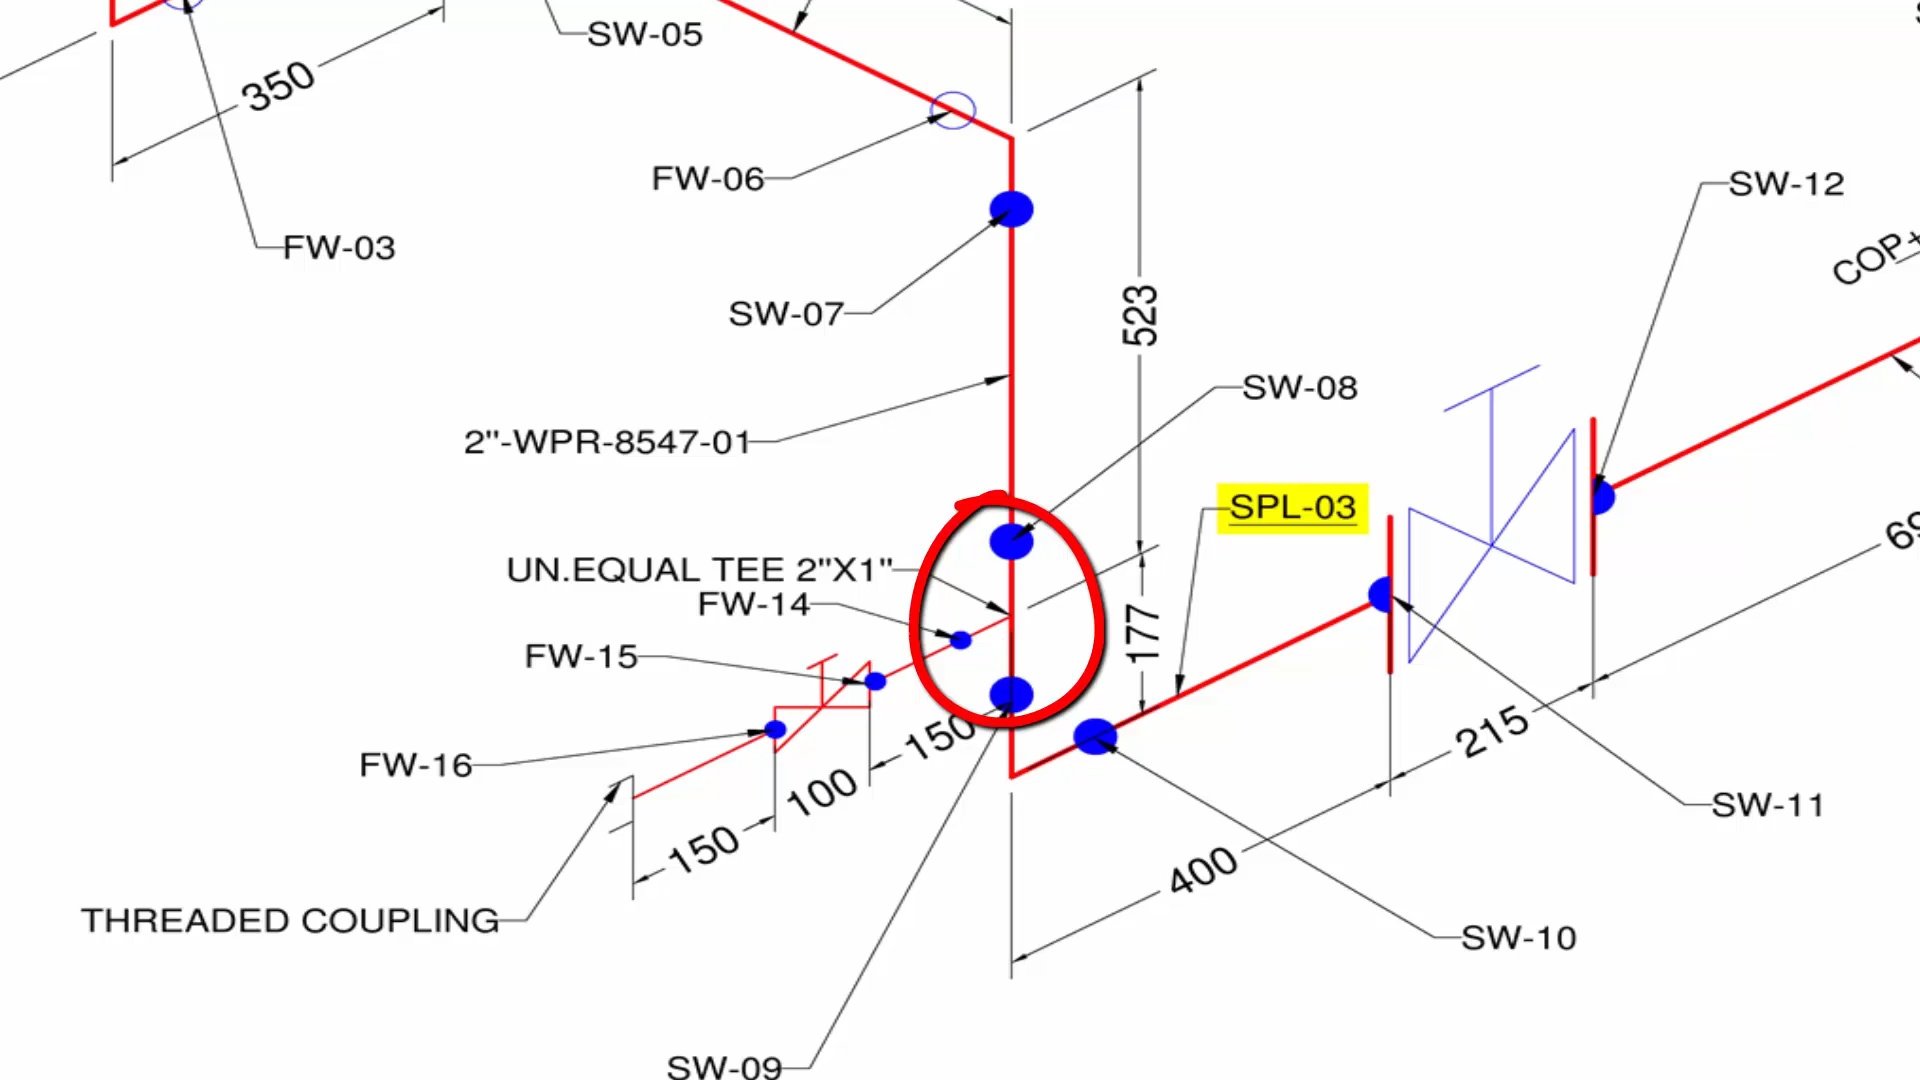 SW-05
350
FW-06
SW-12
FW-03
COP+
SW-07
523
SW-08
2"-WPR-8547-01
SPL-03
UN.EQUAL TEE 2"X1"
FW-14
177
FW-15
150
215
FW-16
100
SW-11
150
400
THREADED COUPLING
SW-10
SW-09